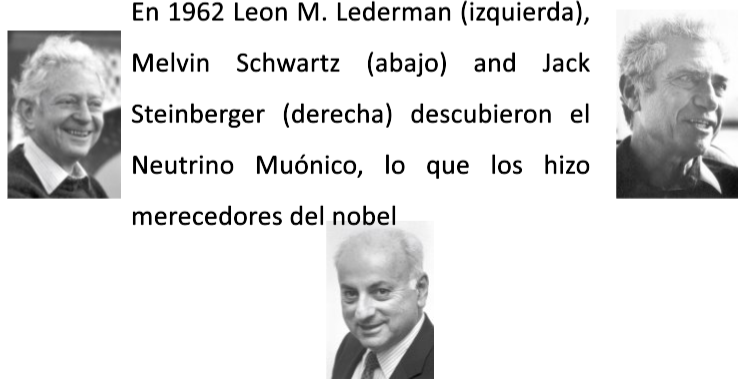 En 1962 Leon M. Lederman (izquierda),
Melvin Schwartz (abajo) and Jack
Steinberger (derecha) descubieron el
Neutrino Muónico, lo que los hizo
merecedores del nobel